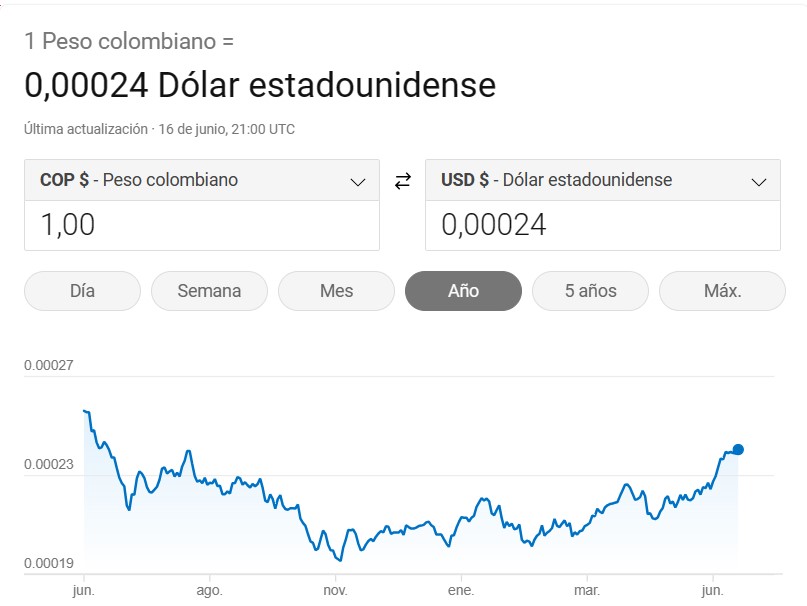 1 Peso colombiano =
0,00024 Dólar estadounidense
Última actualización · 16 de junio, 21:00 UTC
COP $ - Peso colombiano
USD $ - Dólar estadounidense
1,00
0,00024
Día
Semana
Mes
Año
5 años
Máx.
0.00027
0.00023
0.00019
jun.
ago.
nov.
ene.
mar.
jun.